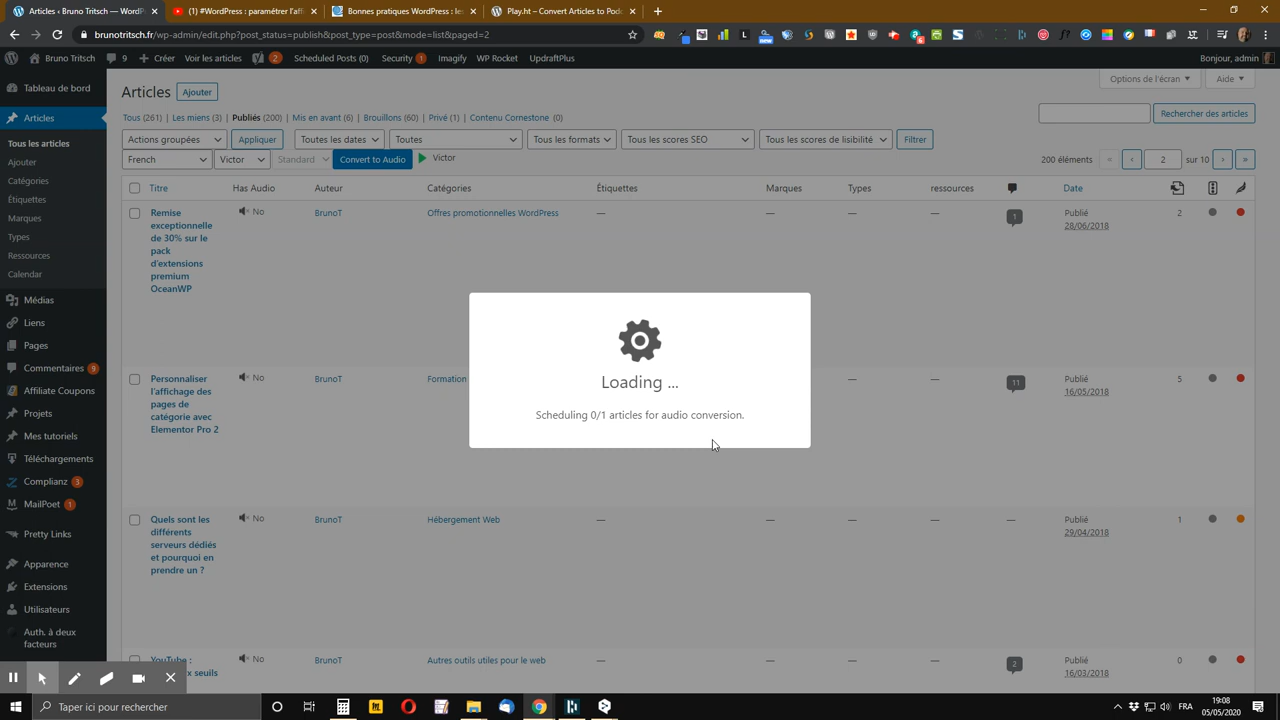 Articles ‹ Bruno Tritsch — WordP
(1) #WordPress : paramétrer l'aff
Bonnes pratiques WordPress : les
Play.ht – Convert Articles to Podc
brunotritsch.fr/wp-admin/edit.php?post_status=publish&post_type=post&mode=list&paged=2
Bruno Tritsch
9
Créer
Voir les articles
2
Scheduled Posts (0)
Security 1
Imagify
WP Rocket
UpdraftPlus
Bonjour, admin
Options de l'écran
Aide
Tableau de bord
Articles
Tous les articles
Ajouter
Catégories
Étiquettes
Marques
Types
Ressources
Calendar
Médias
Liens
Pages
Commentaires 9
Affiliate Coupons
Projets
Mes tutoriels
Téléchargements
Complianz 3
MailPoet 1
Pretty Links
Apparence
Extensions
Utilisateurs
Auth. à deux
facteurs
Articles Ajouter
Tous (261) | Les miens (3) | Publiés (200) | Mis en avant (6) | Brouillons (60) | Privé (1) | Contenu Cornestone (0)
Rechercher des articles
Actions groupées Appliquer Toutes les dates Toutes Tous les formats Tous les scores SEO Tous les scores de lisibilité Filtrer
French Victor Standard Convert to Audio Victor
200 éléments « ‹ 2 sur 10 › »
Titre Has Audio Auteur Catégories Étiquettes Marques Types ressources Date
Remise
exceptionnelle
de 30% sur le
pack
d'extensions
premium
OceanWP
No BrunoT Offres promotionnelles WordPress — — — — 1 Publié 2
28/06/2018
Loading ...
Scheduling 0/1 articles for audio conversion.
Personnaliser
l'affichage des
pages de
catégorie avec
Elementor Pro 2
No BrunoT Formation — — 11 Publié 5
16/05/2018
Quels sont les
différents
serveurs dédiés
et pourquoi en
prendre un ?
No BrunoT Hébergement Web — — — — — Publié 1
29/04/2018
YouTube :
x seuils
No BrunoT Autres outils utiles pour le web — — — — 2 Publié 0
16/03/2018
Taper ici pour rechercher
FRA
19:08
05/05/2020